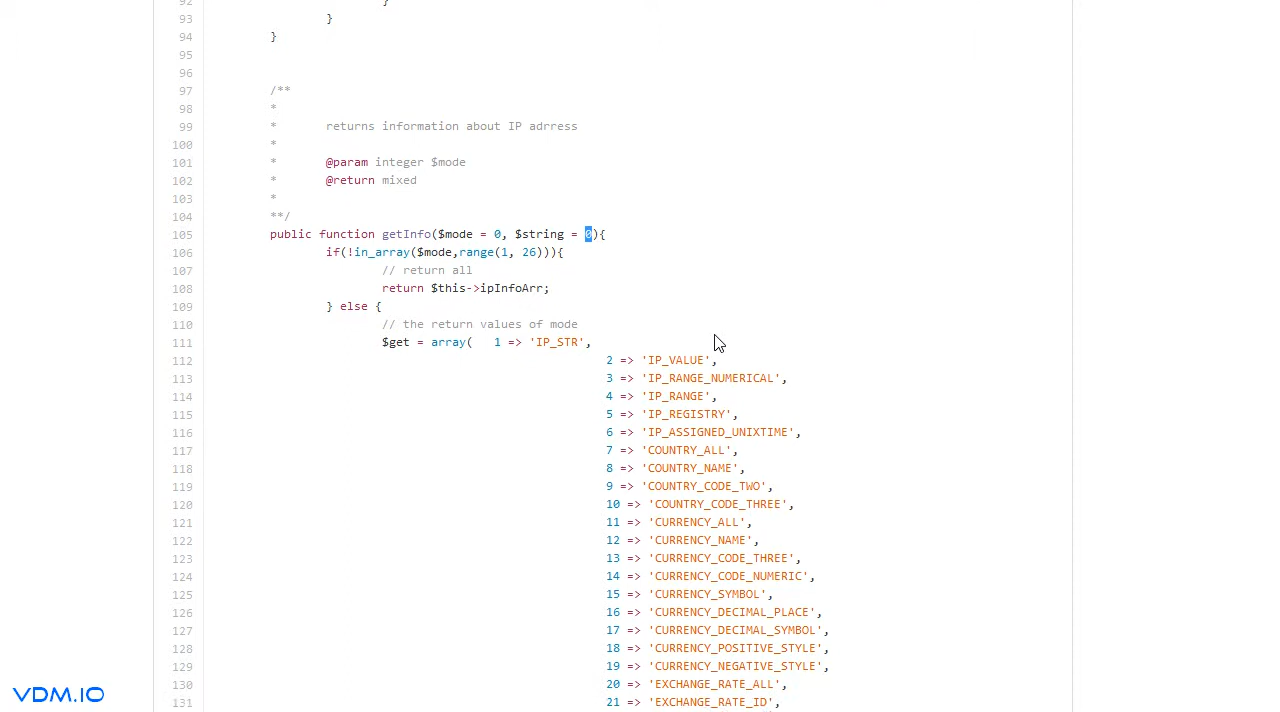 92 }
93 }
94 }
95
96
97 /**
98 *
99 * returns information about IP adrress
100 *
101 * @param integer $mode
102 * @return mixed
103 *
104 **/
105 public function getInfo($mode = 0, $string = 0){
106 if(!in_array($mode,range(1, 26))){
107 // return all
108 return $this->ipInfoArr;
109 } else {
110 // the return values of mode
111 $get = array( 1 => 'IP_STR',
112 2 => 'IP_VALUE',
113 3 => 'IP_RANGE_NUMERICAL',
114 4 => 'IP_RANGE',
115 5 => 'IP_REGISTRY',
116 6 => 'IP_ASSIGNED_UNIXTIME',
117 7 => 'COUNTRY_ALL',
118 8 => 'COUNTRY_NAME',
119 9 => 'COUNTRY_CODE_TWO',
120 10 => 'COUNTRY_CODE_THREE',
121 11 => 'CURRENCY_ALL',
122 12 => 'CURRENCY_NAME',
123 13 => 'CURRENCY_CODE_THREE',
124 14 => 'CURRENCY_CODE_NUMERIC',
125 15 => 'CURRENCY_SYMBOL',
126 16 => 'CURRENCY_DECIMAL_PLACE',
127 17 => 'CURRENCY_DECIMAL_SYMBOL',
128 18 => 'CURRENCY_POSITIVE_STYLE',
129 19 => 'CURRENCY_NEGATIVE_STYLE',
130 20 => 'EXCHANGE_RATE_ALL',
131 21 => 'EXCHANGE_RATE_ID',
VDM.IO